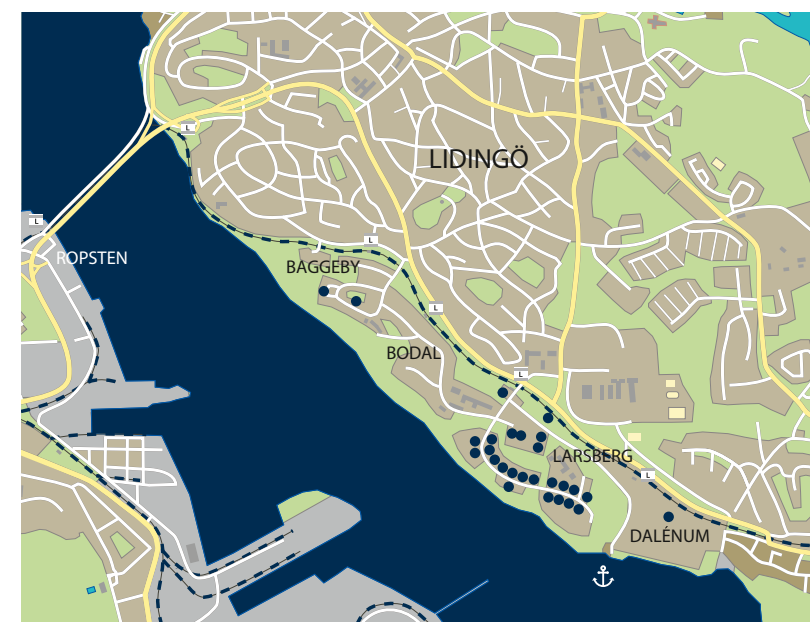 L
LIDINGÖ
L
L
ROPSTEN
BAGGEBY
L
BODAL
L
LARSBERG
L
DALÉNUM